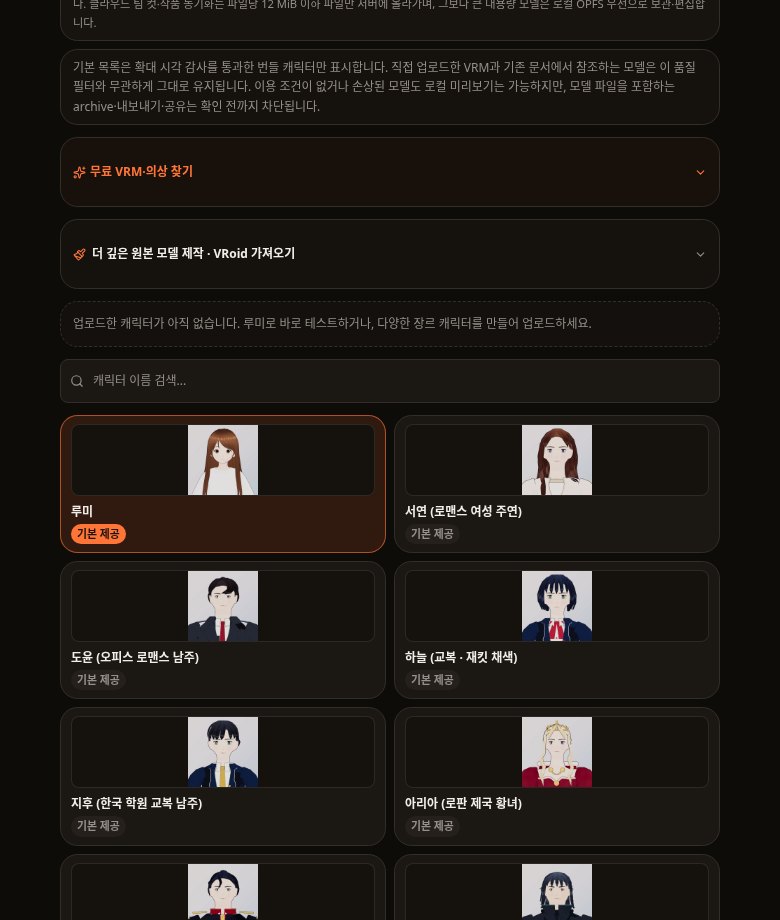 다. 클라우드 팀 컷·작품 동기화는 파일당 12 MiB 이하 파일만 서버에 올라가며, 그보다 큰 대용량 모델은 로컬 OPFS 우선으로 보관·편집합
니다.
기본 목록은 확대 시각 감사를 통과한 번들 캐릭터만 표시합니다. 직접 업로드한 VRM과 기존 문서에서 참조하는 모델은 이 품질
필터와 무관하게 그대로 유지됩니다. 이용 조건이 없거나 손상된 모델도 로컬 미리보기는 가능하지만, 모델 파일을 포함하는
archive·내보내기·공유는 확인 전까지 차단됩니다.
무료 VRM·의상 찾기
더 깊은 원본 모델 제작 · VRoid 가져오기
업로드한 캐릭터가 아직 없습니다. 루미로 바로 테스트하거나, 다양한 장르 캐릭터를 만들어 업로드하세요.
캐릭터 이름 검색...
루미
기본 제공
서연 (로맨스 여성 주연)
기본 제공
도윤 (오피스 로맨스 남주)
기본 제공
하늘 (교복 · 재킷 채색)
기본 제공
지후 (한국 학원 교복 남주)
기본 제공
아리아 (로판 제국 황녀)
기본 제공